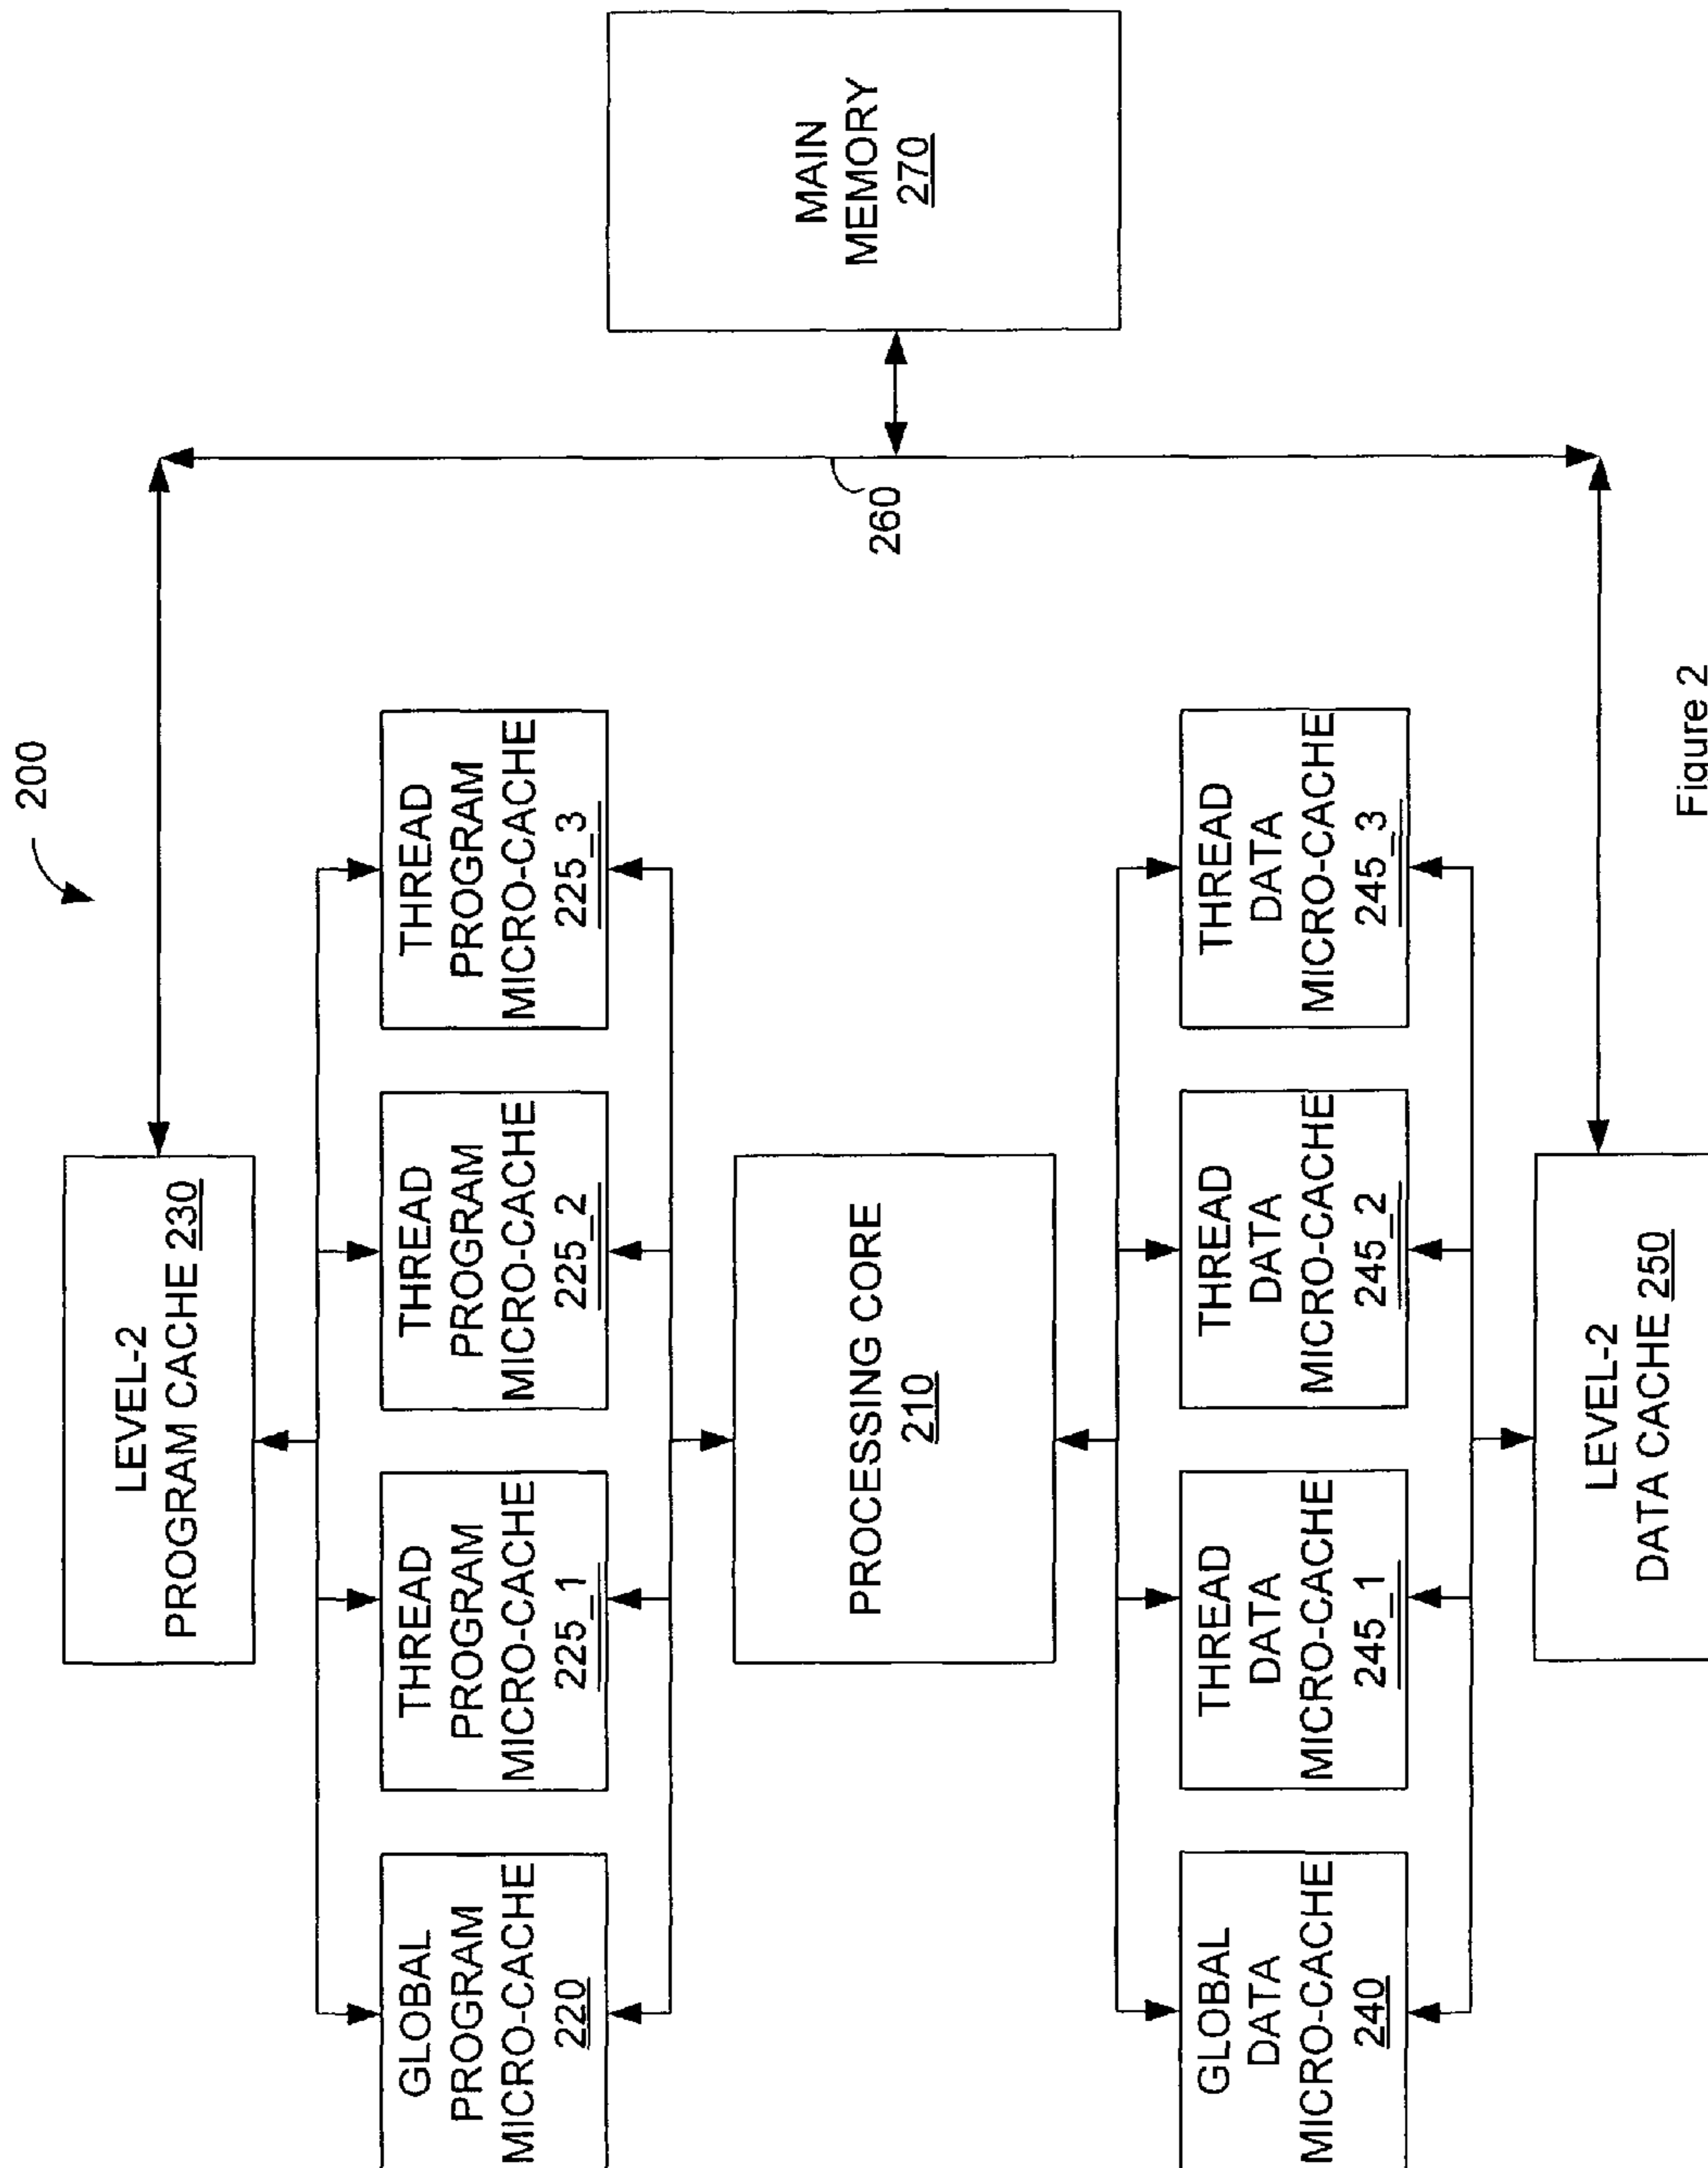 200
LEVEL-2
PROGRAM CACHE 230
GLOBAL
PROGRAM
MICRO-CACHE
220
THREAD
PROGRAM
MICRO-CACHE
225_1
THREAD
PROGRAM
MICRO-CACHE
225_2
THREAD
PROGRAM
MICRO-CACHE
225_3
PROCESSING CORE
210
260
MAIN
MEMORY
270
GLOBAL
DATA
MICRO-CACHE
240
THREAD
DATA
MICRO-CACHE
245_1
THREAD
DATA
MICRO-CACHE
245_2
THREAD
DATA
MICRO-CACHE
245_3
LEVEL-2
DATA CACHE 250
Figure 2